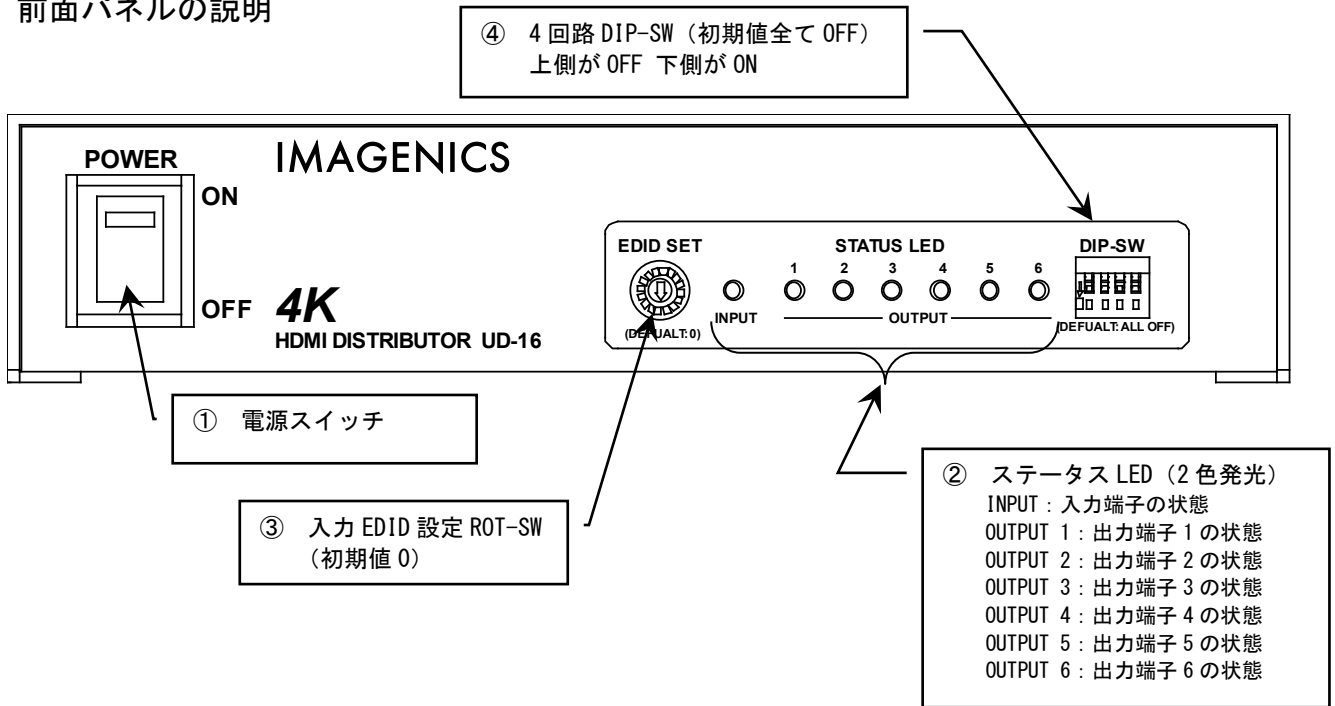 前面パネルの説明
④ 4回路DIP-SW（初期値全てOFF）
上側がOFF 下側がON
POWER
ON
OFF
IMAGENICS
4K
HDMI DISTRIBUTOR UD-16
EDID SET
(DEFUALT:0)
STATUS LED
1 2 3 4 5 6
INPUT
OUTPUT
DIP-SW
(DEFUALT: ALL OFF)
① 電源スイッチ
③ 入力EDID設定ROT-SW
（初期値0）
② ステータスLED（2色発光）
INPUT：入力端子の状態
OUTPUT 1：出力端子1の状態
OUTPUT 2：出力端子2の状態
OUTPUT 3：出力端子3の状態
OUTPUT 4：出力端子4の状態
OUTPUT 5：出力端子5の状態
OUTPUT 6：出力端子6の状態